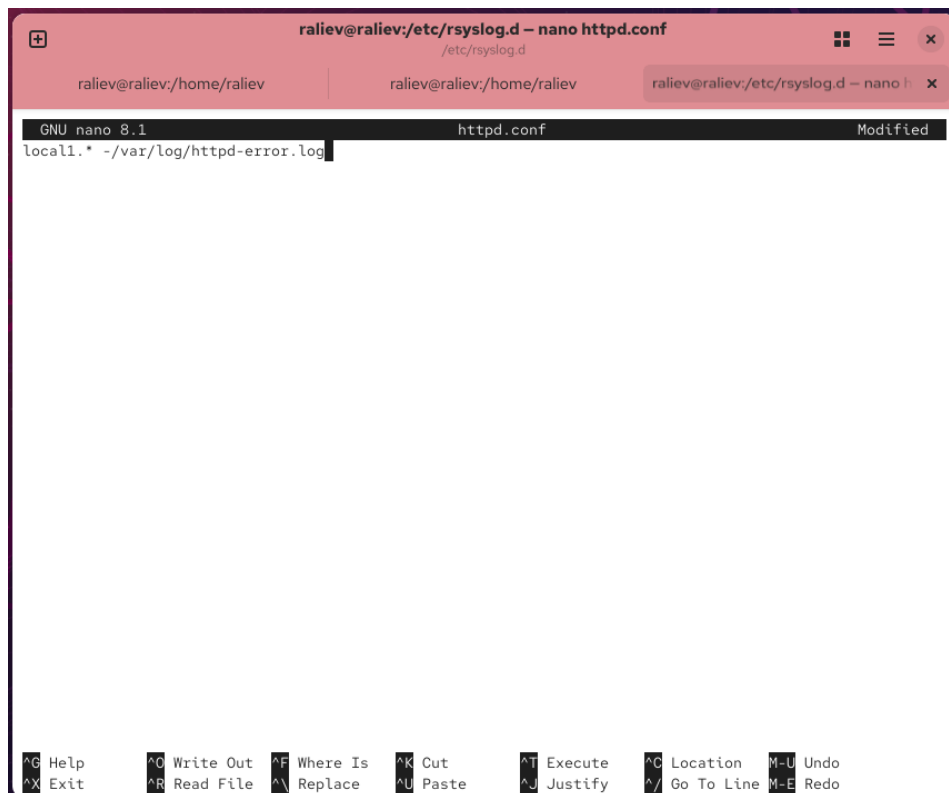 raliev@raliev:/etc/rsyslog.d — nano httpd.conf
/etc/rsyslog.d
raliev@raliev:/home/raliev raliev@raliev:/home/raliev raliev@raliev:/etc/rsyslog.d — nano h
GNU nano 8.1 httpd.conf Modified
local1.* -/var/log/httpd-error.log
^G Help ^O Write Out ^F Where Is ^K Cut ^T Execute ^C Location M-U Undo
^X Exit ^R Read File ^\ Replace ^U Paste ^J Justify ^/ Go To Line M-E Redo